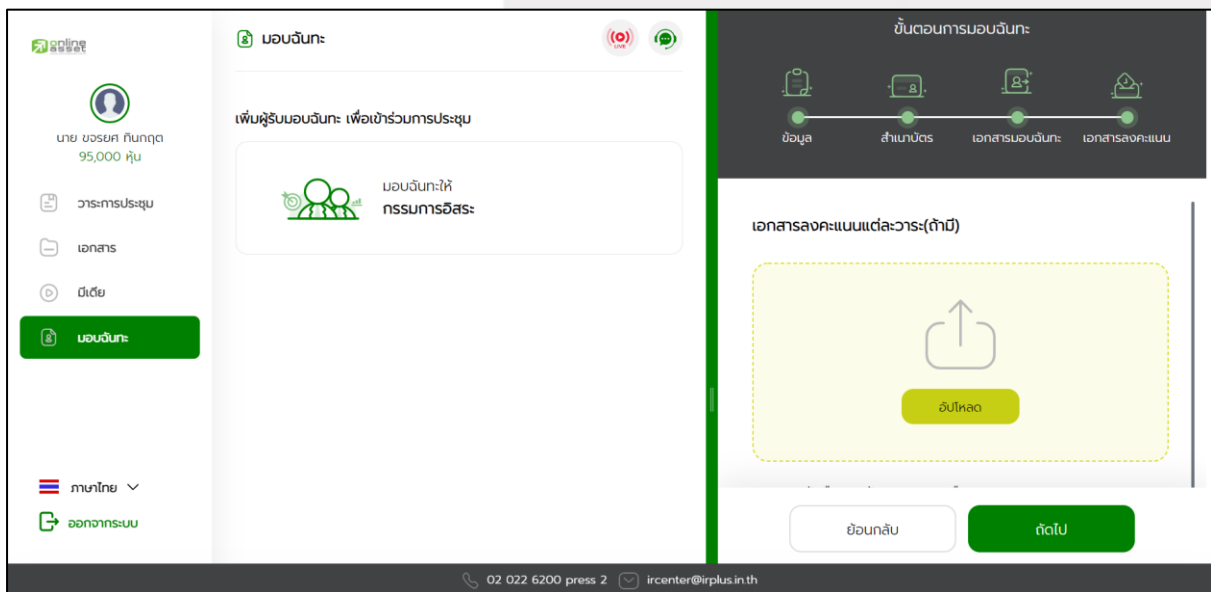 online
asset
นาย ขจรยศ ทินกฤต
95,000 หุ้น
วาระการประชุม
เอกสาร
มีเดีย
มอบฉันทะ
ภาษาไทย
ออกจากระบบ
มอบฉันทะ
LIVE
เพิ่มผู้รับมอบฉันทะ เพื่อเข้าร่วมการประชุม
มอบฉันทะให้
กรรมการอิสระ
ขั้นตอนการมอบฉันทะ
ข้อมูล
สำเนาบัตร
เอกสารมอบฉันทะ
เอกสารลงคะแนน
เอกสารลงคะแนนแต่ละวาระ(ถ้ามี)
อัปโหลด
ย้อนกลับ
ถัดไป
02 022 6200 press 2
ircenter@irplus.in.th